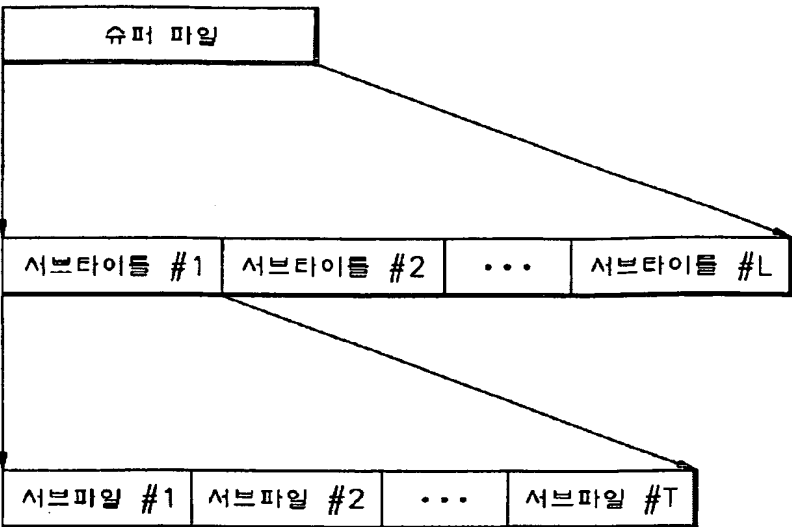 슈퍼 파일
서브타이틀 #1 서브타이틀 #2 ... 서브타이틀 #L
서브파일 #1 서브파일 #2 ... 서브파일 #T